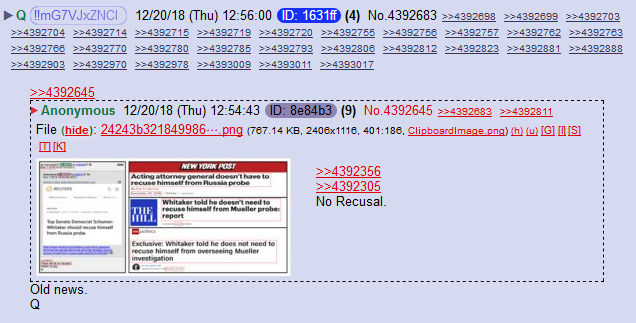 Q !!mG7VJxZNCI 12/20/18 (Thu) 12:56:00 ID: 1631ff (4) No.4392683 >>4392698 >>4392699 >>4392703
>>4392704 >>4392714 >>4392715 >>4392719 >>4392720 >>4392755 >>4392756 >>4392757 >>4392762 >>4392763
>>4392766 >>4392770 >>4392780 >>4392785 >>4392793 >>4392806 >>4392812 >>4392823 >>4392881 >>4392888
>>4392903 >>4392970 >>4392978 >>4393009 >>4393011 >>4393017
>>4392645
Anonymous 12/20/18 (Thu) 12:54:43 ID: 8e84b3 (9) No.4392645 >>4392683 >>4392811
File (hide): 24243b321849986⋯.png (767.14 KB, 2406x1116, 401:186, ClipboardImage.png) (h) (u) [G] [I] [S]
[T] [K]
REUTERS
Top Senate Democrat Schumer:
Whitaker should recuse himself
from Russia probe
NEW YORK POST
Acting attorney general doesn't have to
recuse himself from Russia probe
THE HILL
Whitaker told he doesn't need to
recuse himself from Mueller probe:
report
politics
Exclusive: Whitaker told he does not need to
recuse himself from overseeing Mueller
investigation
>>4392356
>>4392305
No Recusal.
Old news.
Q